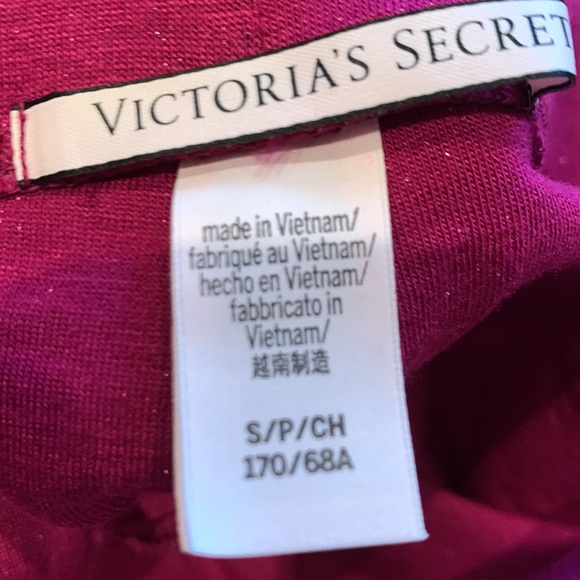 VICTORIA'S SECRET
made in Vietnam/
fabriqué au Vietnam/
hecho en Vietnam/
fabbricato in
Vietnam/
越南制造
S/P/CH
170/68A